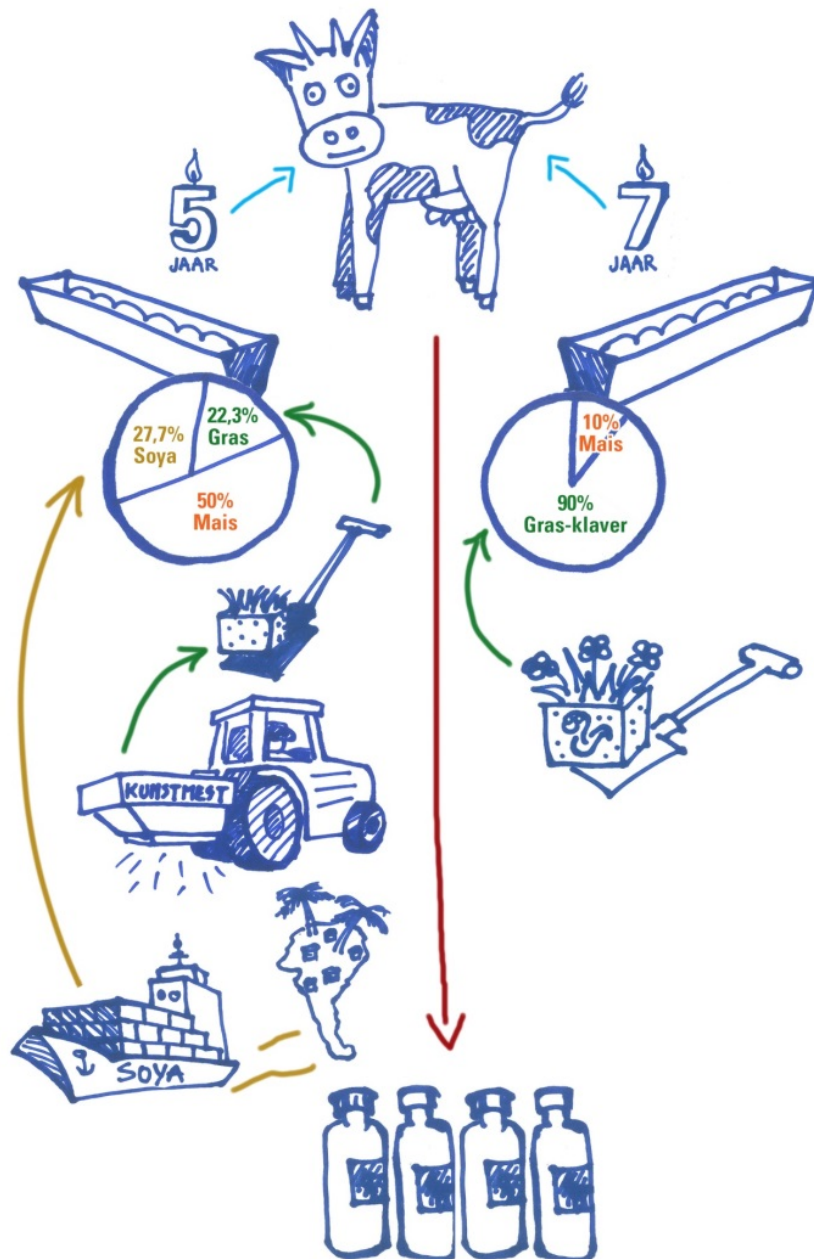 5
JAAR
7
JAAR
27,7%
Soya
22,3%
Gras
50%
Mais
10%
Mais
90%
Gras-klaver
KUNSTMEST
SOYA